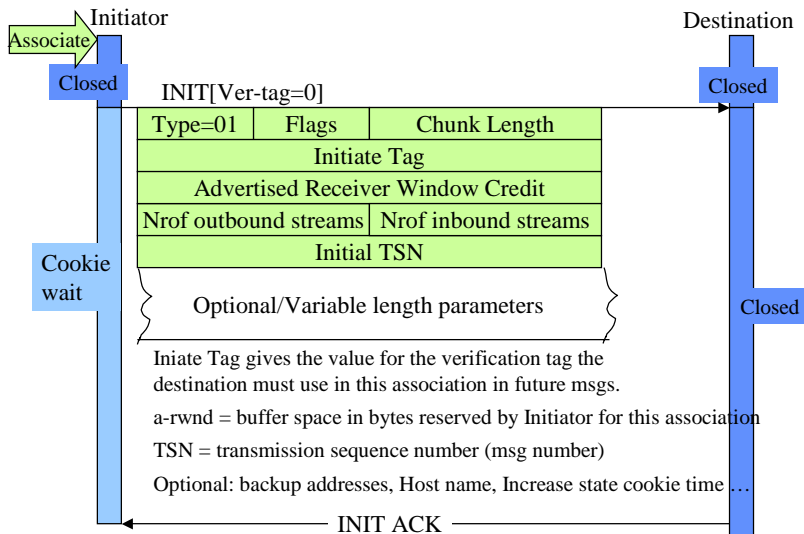 Initiator
Destination
Associate
Closed
Closed
INIT[Ver-tag=0]
Type=01 Flags Chunk Length
Initiate Tag
Advertised Receiver Window Credit
Nrof outbound streams Nrof inbound streams
Initial TSN
Cookie
wait
Optional/Variable length parameters
Closed
Iniate Tag gives the value for the verification tag the
destination must use in this association in future msgs.
a-rwnd = buffer space in bytes reserved by Initiator for this association
TSN = transmission sequence number (msg number)
Optional: backup addresses, Host name, Increase state cookie time …
INIT ACK